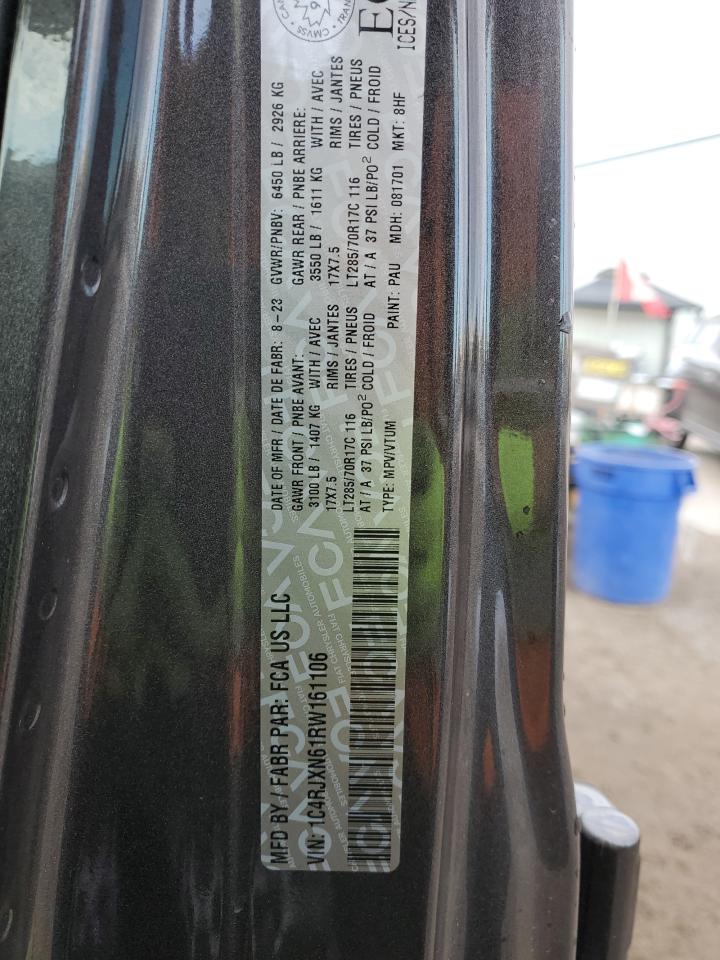 MFD BY / FABR PAR: FCA US LLC
DATE OF MFR / DATE DE FABR: 8-23 GVWR/PNBV: 6450 LB / 2926 KG
VIN: 1C4RJXN61RW161106
GAWR FRONT / PNBE AVANT: GAWR REAR / PNBE ARRIERE:
3100 LB / 1407 KG WITH / AVEC 3550 LB / 1611 KG WITH / AVEC
17X7.5 RIMS / JANTES 17X7.5 RIMS / JANTES
LT285/70R17C 116 TIRES / PNEUS LT285/70R17C 116 TIRES / PNEUS
AT / A 37 PSI LB/PO² COLD / FROID AT / A 37 PSI LB/PO² COLD / FROID
TYPE: MPV/VTUM PAINT: PAU MDH: 081701 MKT: 8HF
CMVSS
ICES/N